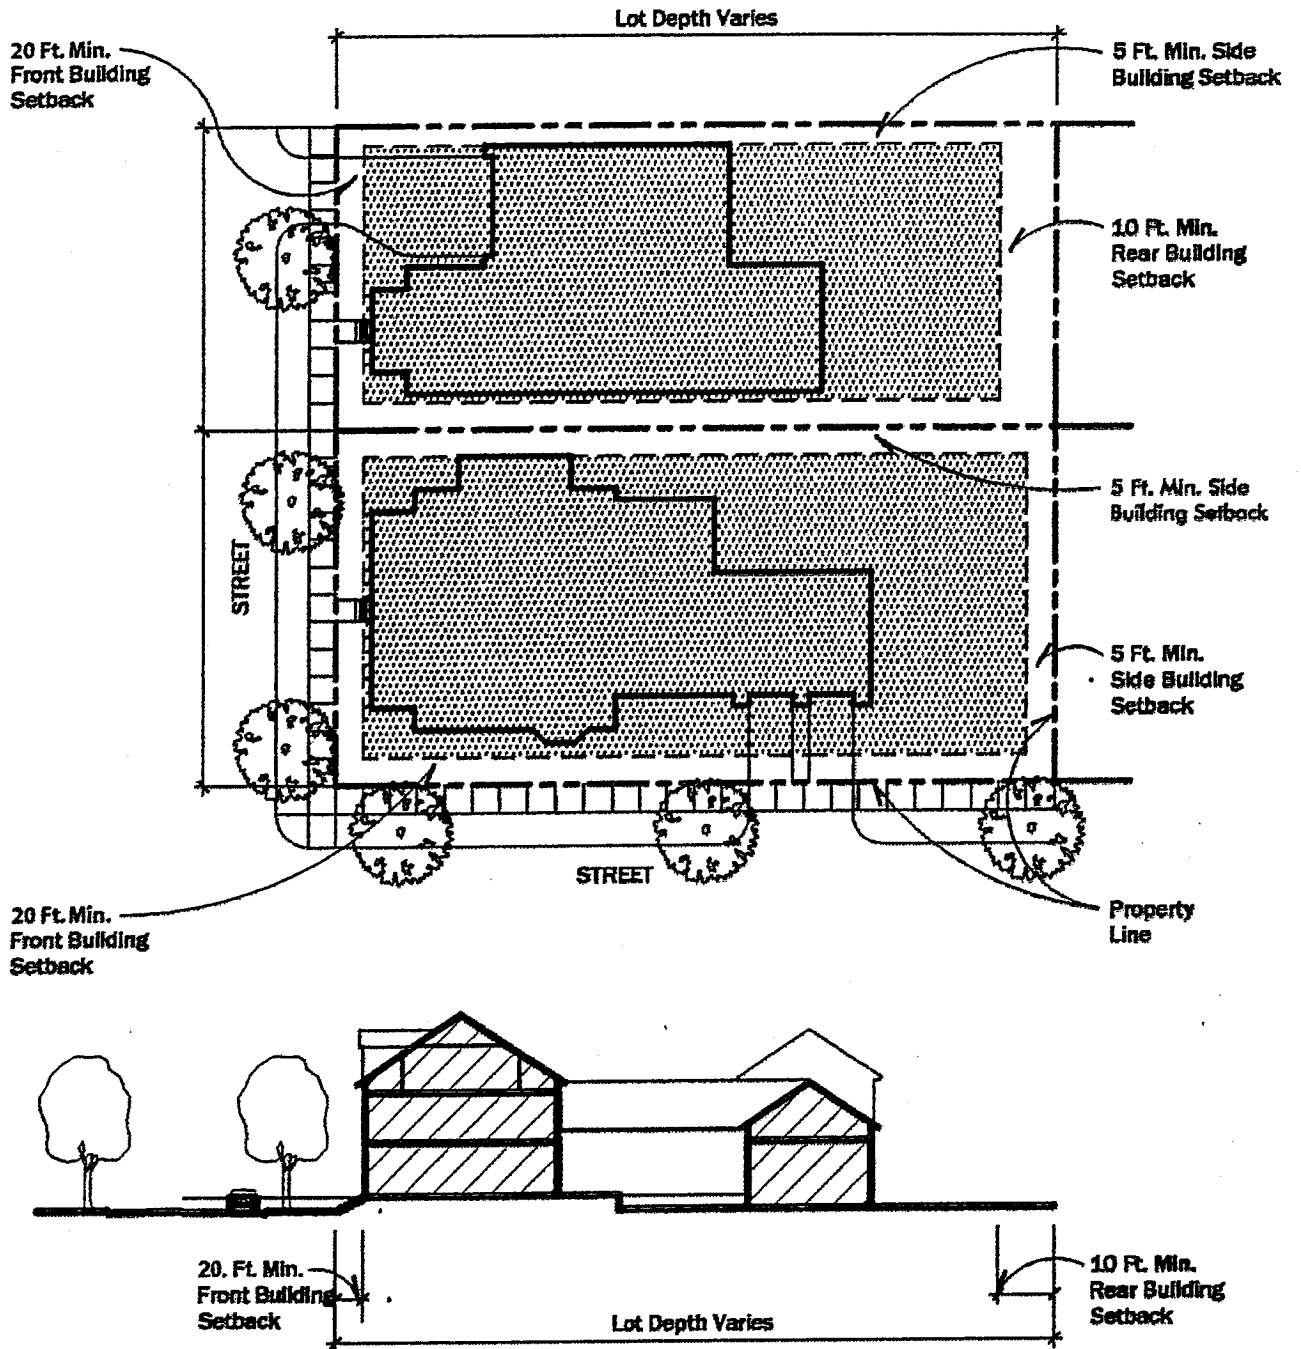 Lot Depth Varies
20 Ft. Min.
Front Building
Setback
5 Ft. Min. Side
Building Setback
10 Ft. Min.
Rear Building
Setback
5 Ft. Min. Side
Building Setback
STREET
5 Ft. Min.
Side Building
Setback
STREET
20 Ft. Min.
Front Building
Setback
Property
Line
20. Ft. Min.
Front Building
Setback
10 Ft. Min.
Rear Building
Setback
Lot Depth Varies